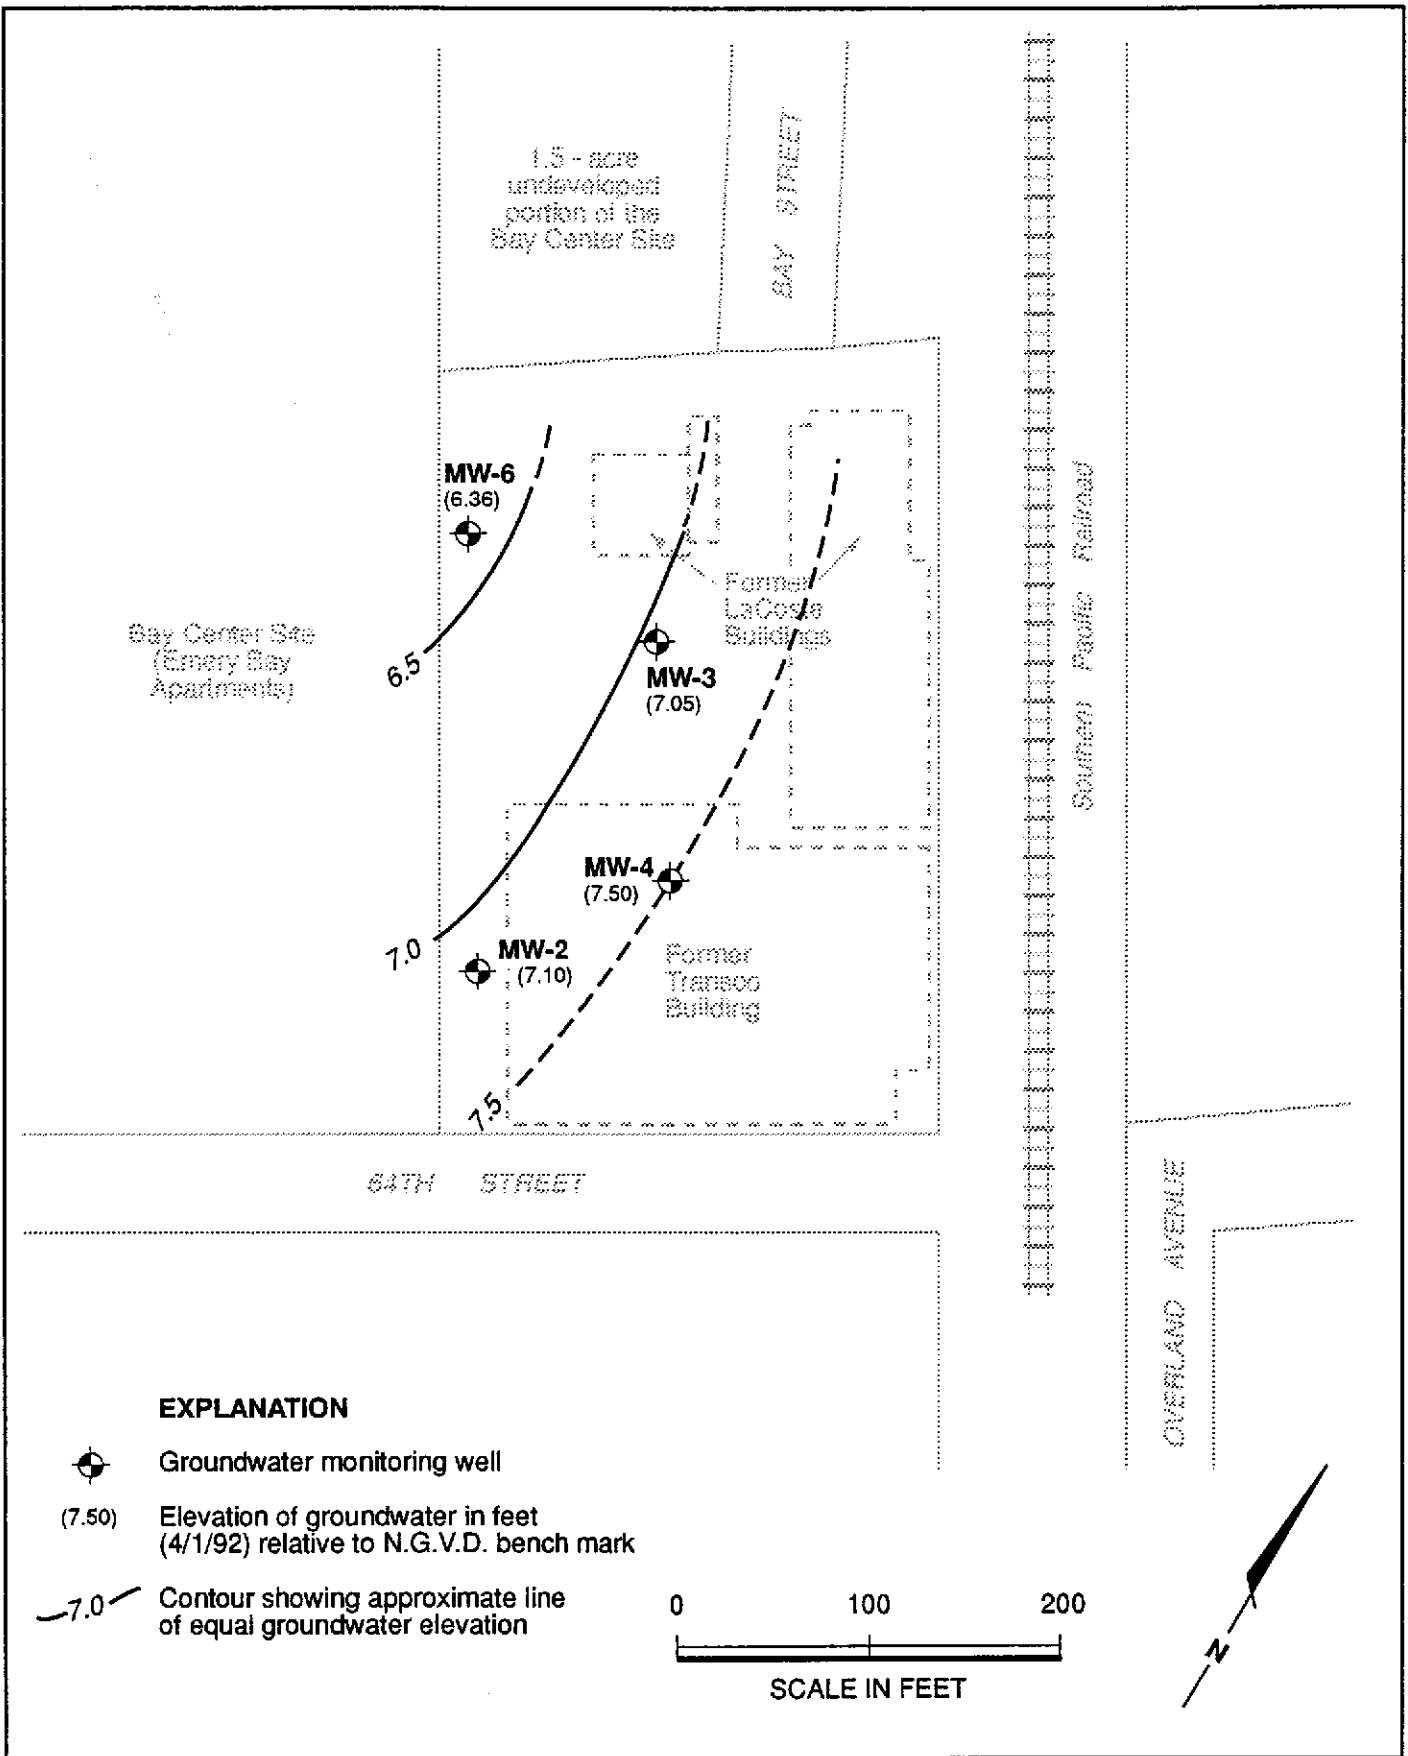 1.5 - acre
undeveloped
portion of the
Bay Center Site
BAY STREET
MW-6
(6.36)
Southern Pacific Railroad
Former
LaCoste
Buildings
Bay Center Site
(Emery Bay
Apartments)
6.5
MW-3
(7.05)
MW-4
(7.50)
7.0
MW-2
(7.10)
Former
Transco
Building
7.5
64TH STREET
OVERLAND AVENUE
EXPLANATION
Groundwater monitoring well
(7.50) Elevation of groundwater in feet
(4/1/92) relative to N.G.V.D. bench mark
7.0 Contour showing approximate line
of equal groundwater elevation
0 100 200
SCALE IN FEET
N